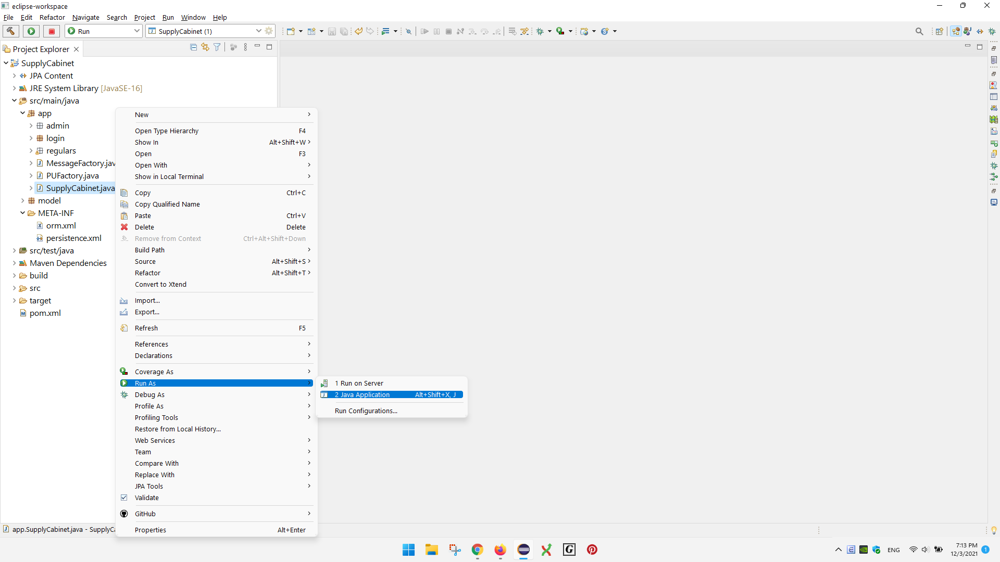 eclipse-workspace
File Edit Refactor Navigate Search Project Run Window Help
Run SupplyCabinet (1)
Project Explorer
SupplyCabinet
JPA Content
JRE System Library [JavaSE-16]
src/main/java
app
admin
login
regulars
MessageFactory.jav
PUFactory.java
SupplyCabinet.java
model
META-INF
orm.xml
persistence.xml
src/test/java
Maven Dependencies
build
src
target
pom.xml
New
Open Type Hierarchy F4
Show In Alt+Shift+W
Open F3
Open With
Show in Local Terminal
Copy Ctrl+C
Copy Qualified Name
Paste Ctrl+V
Delete Delete
Remove from Context Ctrl+Alt+Shift+Down
Build Path
Source Alt+Shift+S
Refactor Alt+Shift+T
Convert to Xtend
Import...
Export...
Refresh F5
References
Declarations
Coverage As
Run As
Debug As
Profile As
Profiling Tools
Restore from Local History...
Web Services
Team
Compare With
Replace With
JPA Tools
Validate
GitHub
Properties Alt+Enter
1 Run on Server
2 Java Application Alt+Shift+X, J
Run Configurations...
app.SupplyCabinet.java - SupplyCa
ENG
7:13 PM
12/3/2021
1